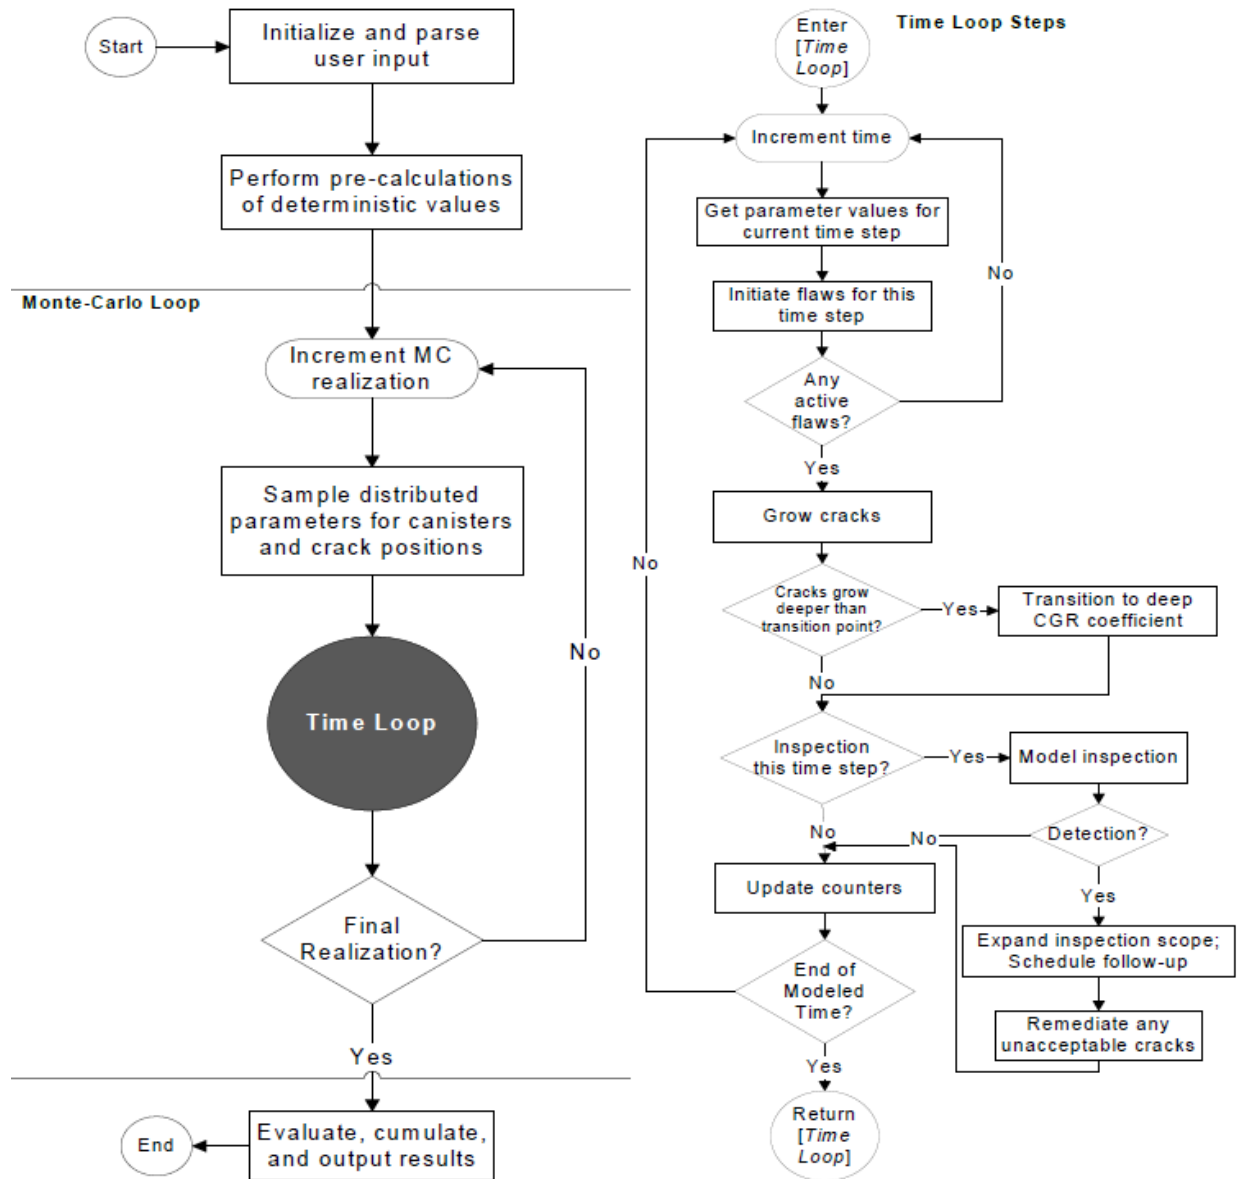 Start
Initialize and parse
user input
Perform pre-calculations
of deterministic values
Monte-Carlo Loop
Increment MC
realization
Sample distributed
parameters for canisters
and crack positions
No
Time Loop
Final
Realization?
Yes
Evaluate, cumulate,
and output results
End
Time Loop Steps
Enter
[Time
Loop]
Increment time
Get parameter values for
current time step
No
Initiate flaws for this
time step
Any
active
flaws?
Yes
Grow cracks
No
Cracks grow
deeper than
transition point?
Yes
Transition to deep
CGR coefficient
No
Inspection
this time step?
Yes
Model inspection
No
No
Detection?
Yes
Update counters
Expand inspection scope;
Schedule follow-up
End of
Modeled
Time?
Remediate any
unacceptable cracks
Yes
Return
[Time
Loop]